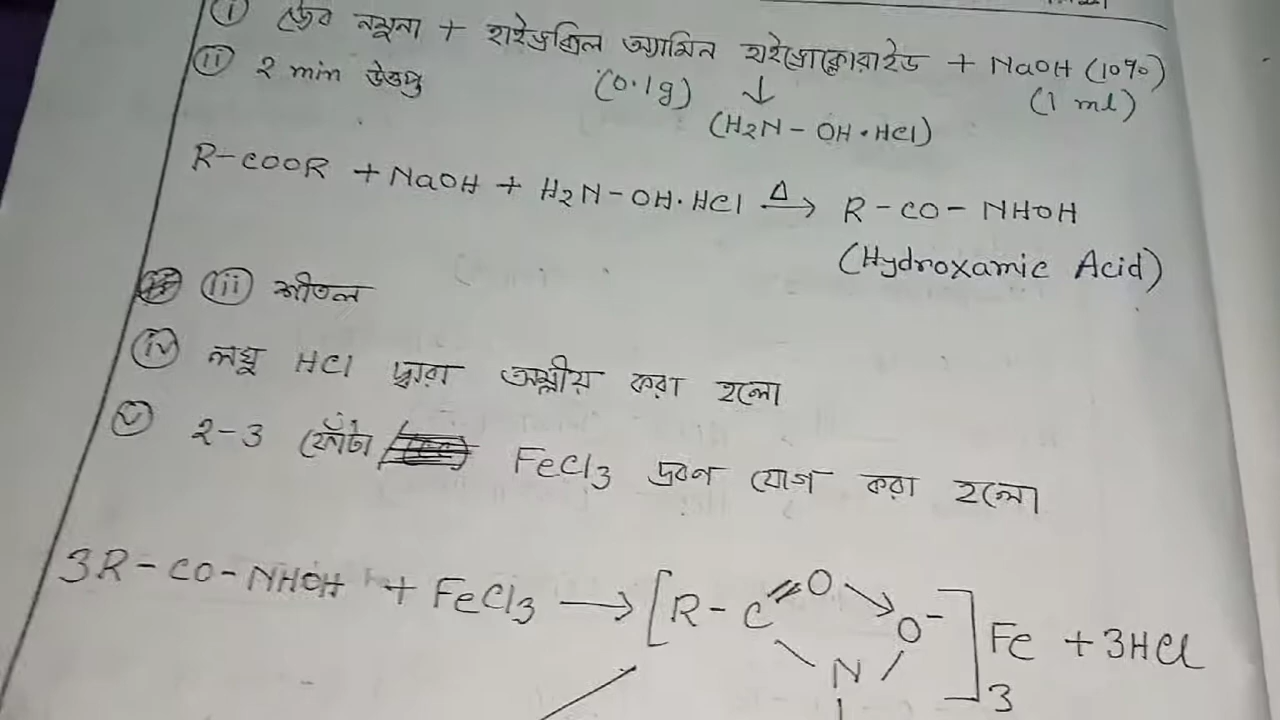 (i) জৈব নমুনা + হাইড্রক্সিল অ্যামিন হাইড্রোক্লোরাইড + NaOH (10%)
(0.1g) ↓ (1 ml)
(ii) 2 min উত্তপ্ত
(H2N-OH·HCl)
R-COOR + NaOH + H2N-OH·HCl Δ→ R-CO-NHOH
(Hydroxamic Acid)
(iii) শীতল
(iv) লঘু HCl দ্বারা অম্লীয় করা হলো
(v) 2-3 ফোঁটা FeCl3 দ্রবণ যোগ করা হলো
3R-CO-NHOH + FeCl3 → [R-C=O→O⁻ N]3 Fe + 3HCl